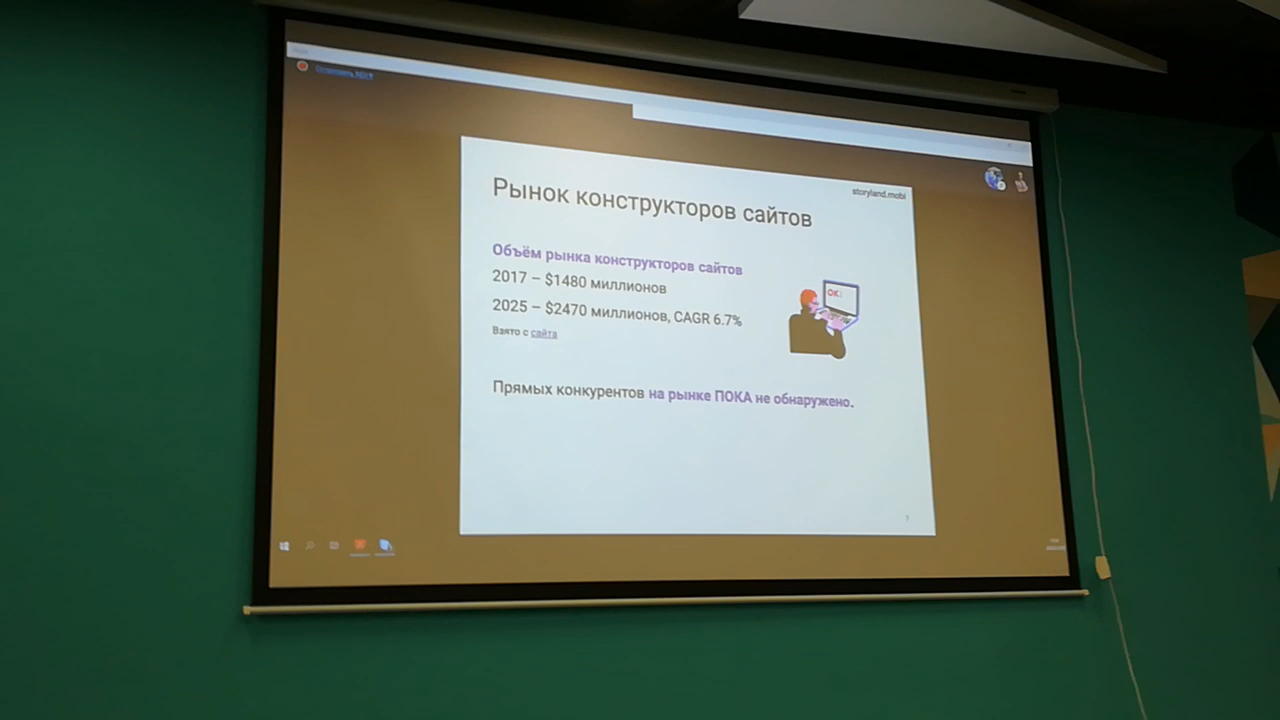 storyland.mobi
Рынок конструкторов сайтов
Объём рынка конструкторов сайтов
2017 – $1480 миллионов
2025 – $2470 миллионов, CAGR 6.7%
Взято с сайта
OK:
Прямых конкурентов на рынке ПОКА не обнаружено.
7